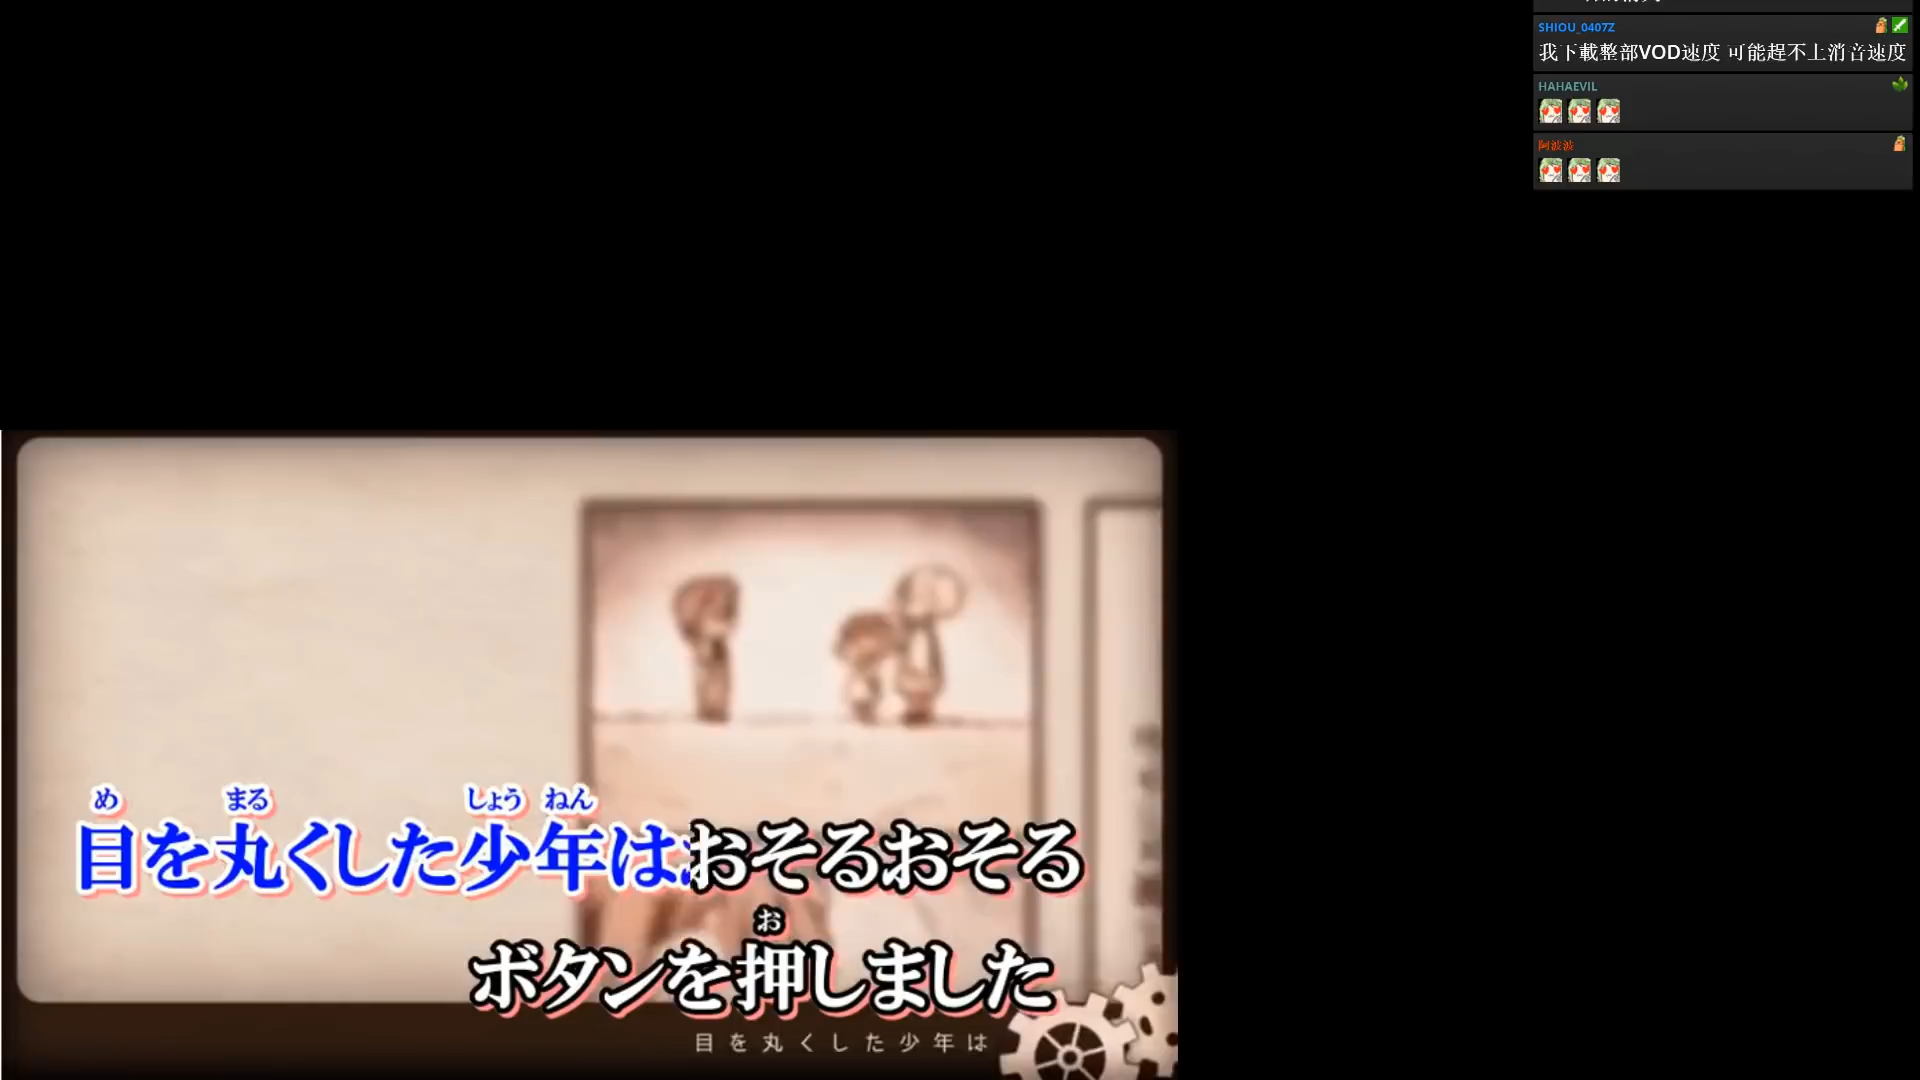 SHIOU_0407Z
我下載整部VOD速度 可能趕不上消音速度
HAHAEVIL
阿波波
め まる しょう ねん
目を丸くした少年はおそるおそる
お
ボタンを押しました
目を丸くした少年は